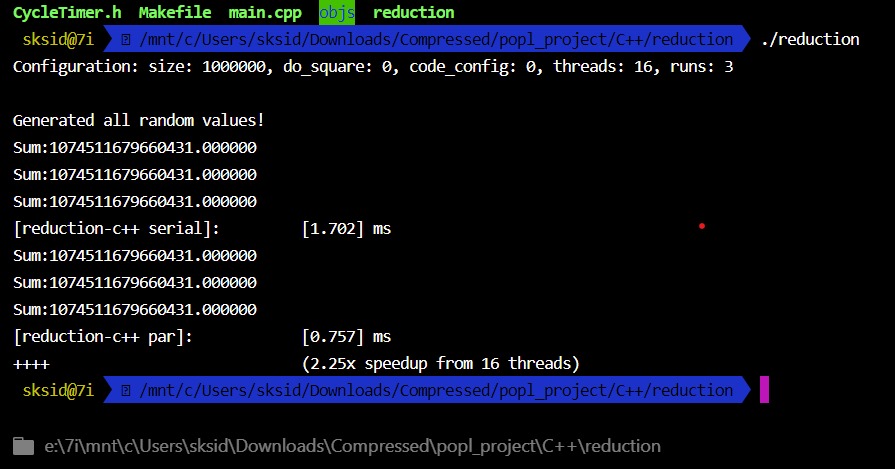 CycleTimer.h Makefile main.cpp objs reduction
sksid@7i /mnt/c/Users/sksid/Downloads/Compressed/popl_project/C++/reduction ./reduction
Configuration: size: 1000000, do_square: 0, code_config: 0, threads: 16, runs: 3
Generated all random values!
Sum:1074511679660431.000000
Sum:1074511679660431.000000
Sum:1074511679660431.000000
[reduction-c++ serial]: [1.702] ms
Sum:1074511679660431.000000
Sum:1074511679660431.000000
Sum:1074511679660431.000000
[reduction-c++ par]: [0.757] ms
++++ (2.25x speedup from 16 threads)
sksid@7i /mnt/c/Users/sksid/Downloads/Compressed/popl_project/C++/reduction
e:\7i\mnt\c\Users\sksid\Downloads\Compressed\popl_project\C++\reduction